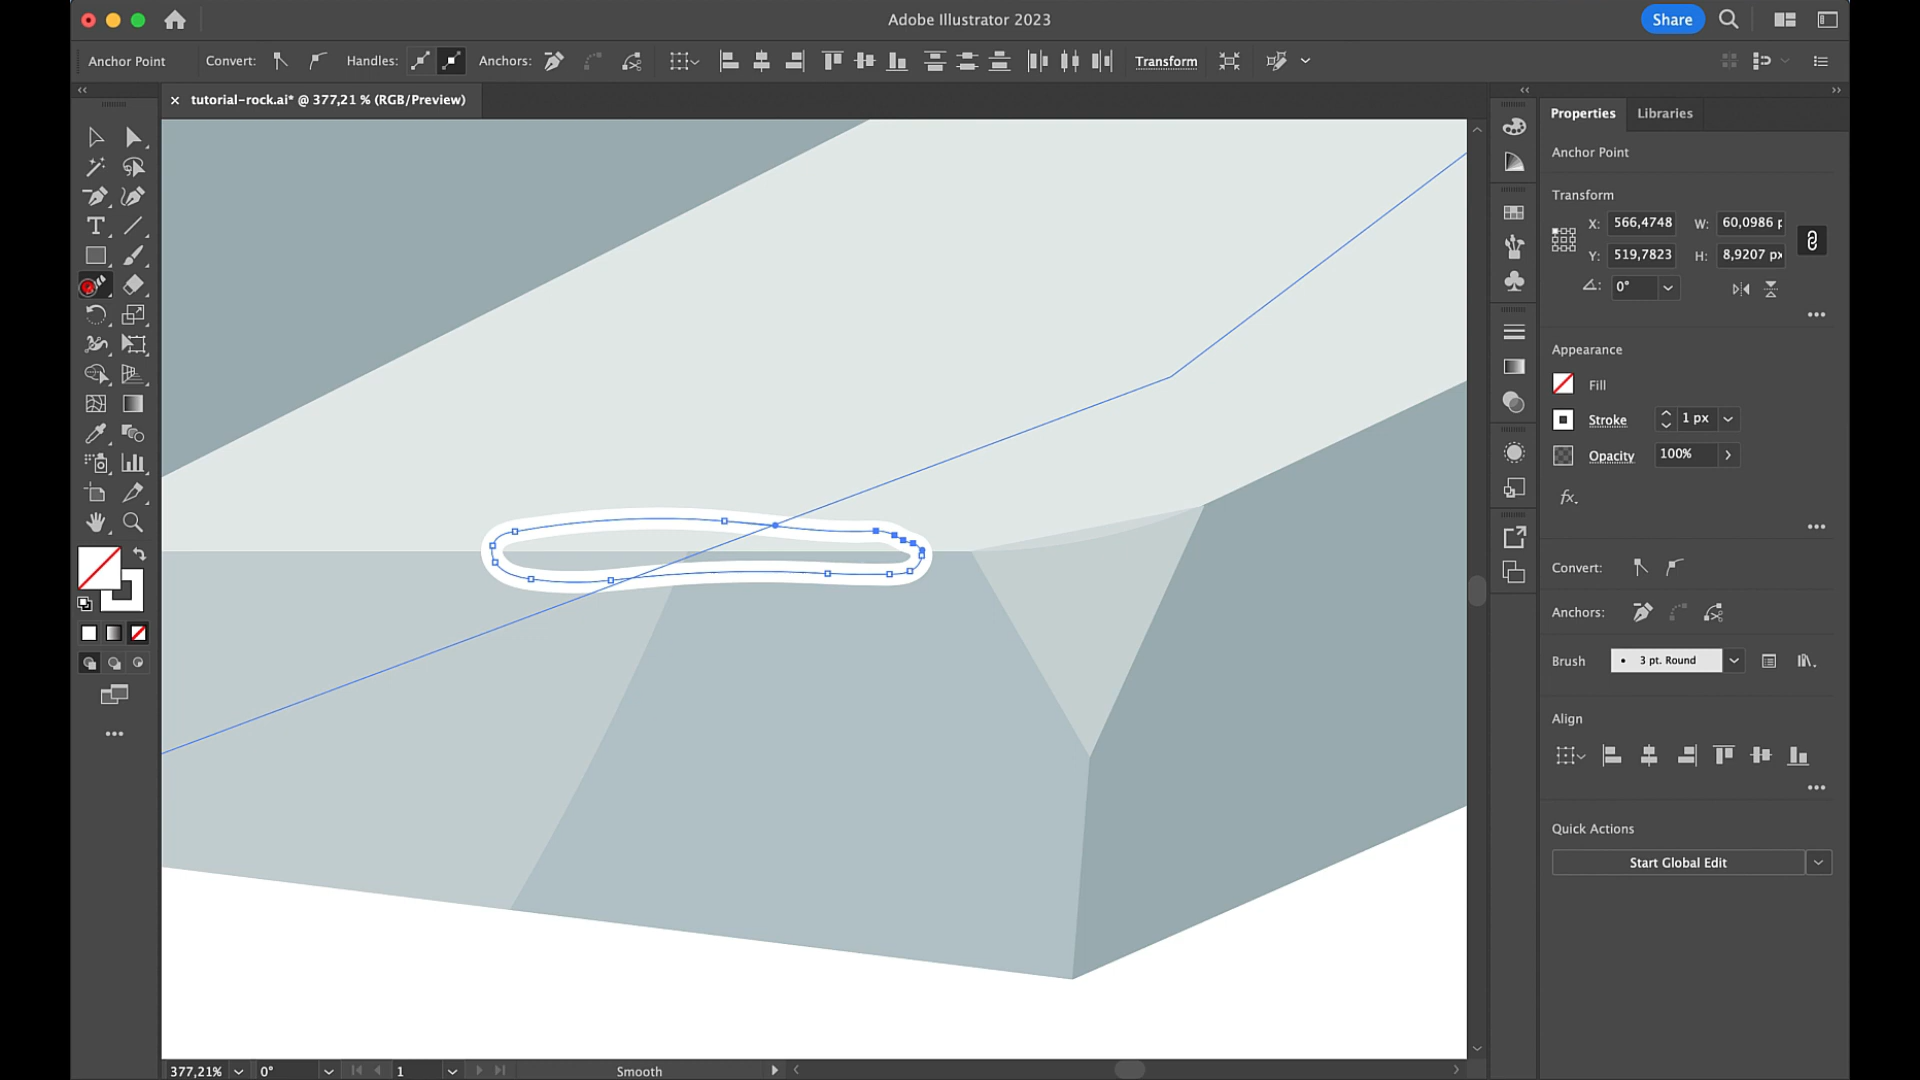 Adobe Illustrator 2023
Share
Anchor Point
Convert:
Handles:
Anchors:
Transform
tutorial-rock.ai* @ 377,21 % (RGB/Preview)
Properties
Libraries
Anchor Point
Transform
X: 566,4748 W: 60,0986 p
Y: 519,7823 H: 8,9207 px
0°
Appearance
Fill
Stroke 1 px
Opacity 100%
fx.
Convert:
Anchors:
Brush 3 pt. Round
Align
Quick Actions
Start Global Edit
377,21% 0° 1 Smooth